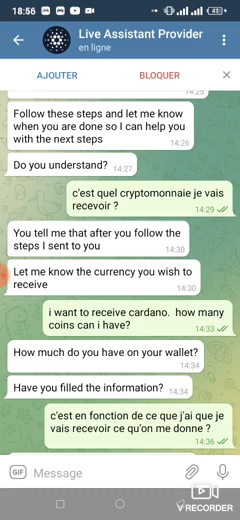 18:56
43
Live Assistant Provider
en ligne
AJOUTER
BLOQUER
14:25
Follow these steps and let me know
when you are done so I can help you
with the next steps
14:26
Do you understand?
14:27
c'est quel cryptomonnaie je vais
recevoir ?
14:29
You tell me that after you follow the
steps I sent to you
14:30
Let me know the currency you wish to
receive
14:30
i want to receive cardano. how many
coins can i have?
14:33
How much do you have on your wallet?
14:34
Have you filled the information?
14:34
c'est en fonction de ce que j'ai que je
vais recevoir ce qu'on me donne ?
14:36
GIF
Message
V RECORDER